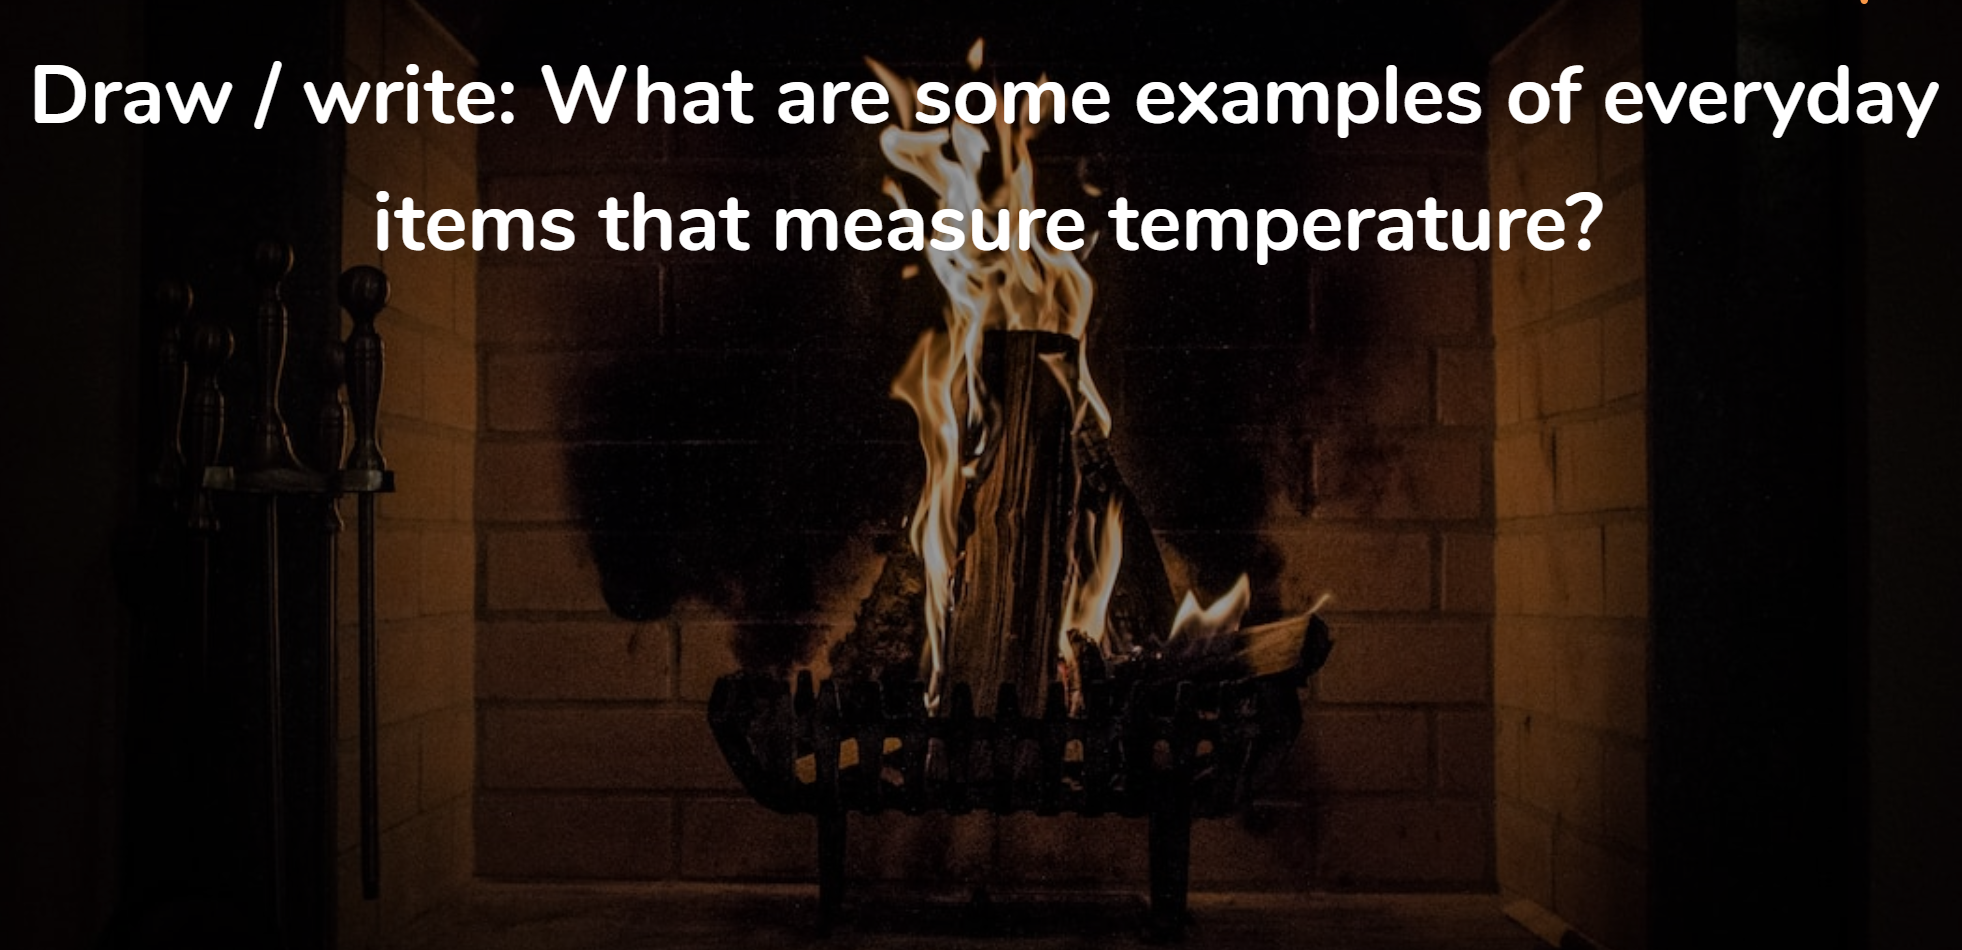 Draw / write: What are some examples of everyday
items that measure temperature?